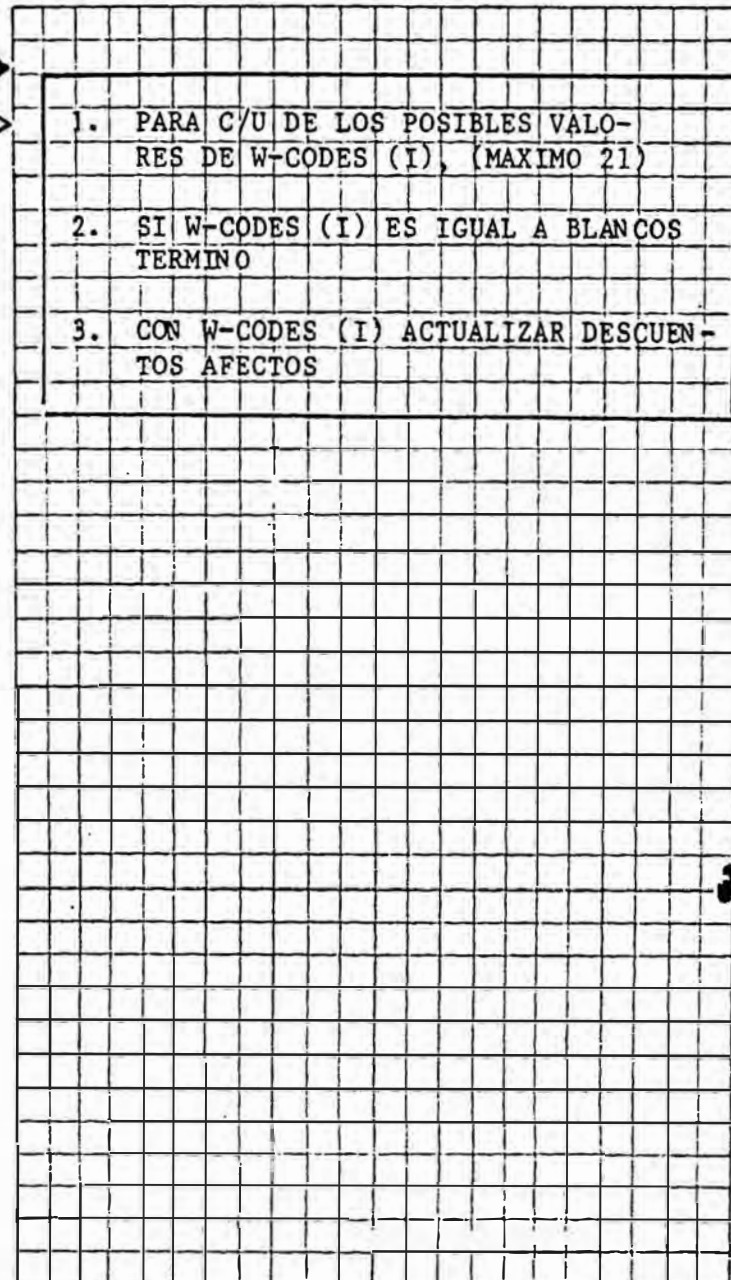 1. PARA C/U DE LOS POSIBLES VALO-
RES DE W-CODES (I), (MAXIMO 21)
2. SI W-CODES (I) ES IGUAL A BLANCOS
TERMINO
3. CON W-CODES (I) ACTUALIZAR DESCUEN-
TOS AFECTOS